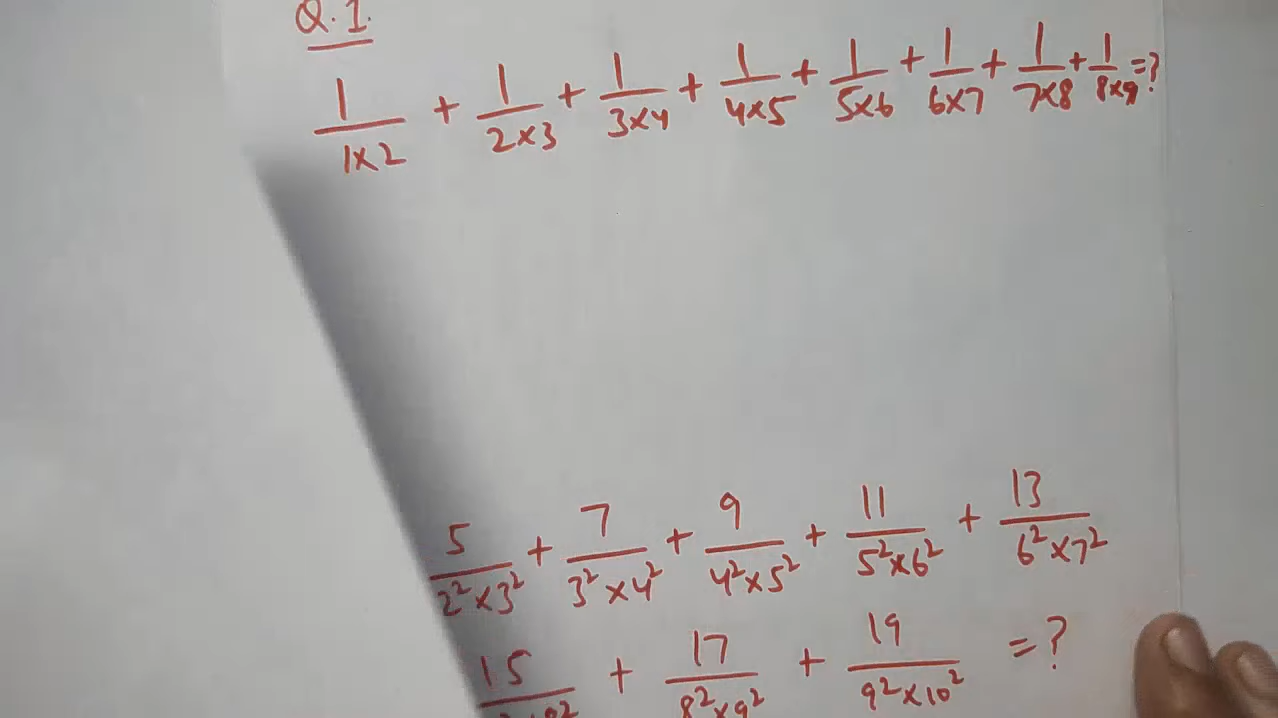 Q.1.
1/1×2 + 1/2×3 + 1/3×4 + 1/4×5 + 1/5×6 + 1/6×7 + 1/7×8 + 1/8×9 = ?
5/2²×3² + 7/3²×4² + 9/4²×5² + 11/5²×6² + 13/6²×7²
15 + 17/8²×9² + 19/9²×10² = ?